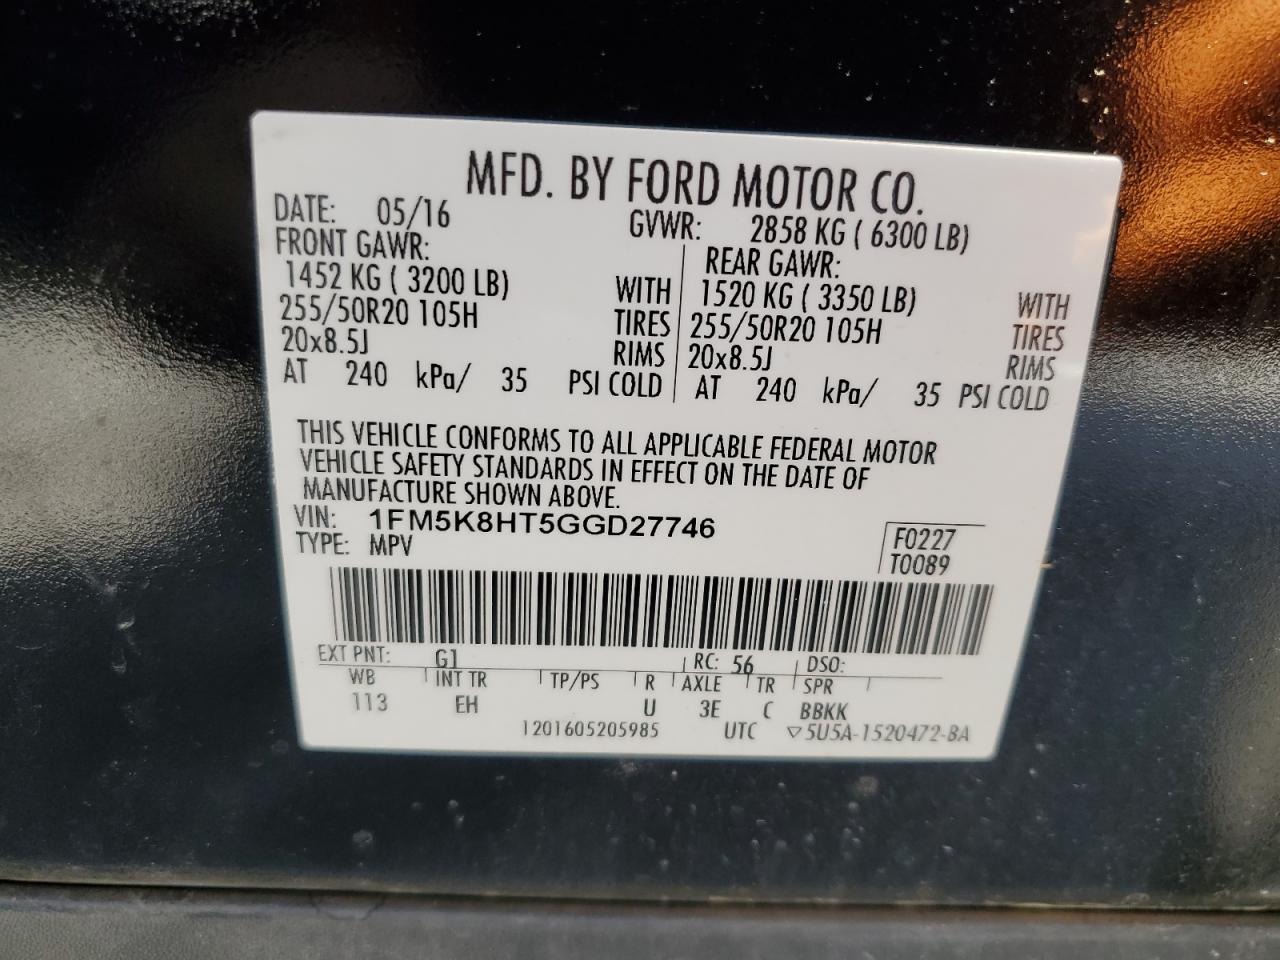 MFD. BY FORD MOTOR CO.
DATE: 05/16 GVWR: 2858 KG ( 6300 LB)
FRONT GAWR: REAR GAWR:
1452 KG ( 3200 LB) WITH 1520 KG ( 3350 LB) WITH
255/50R20 105H TIRES 255/50R20 105H TIRES
20x8.5J RIMS 20x8.5J RIMS
AT 240 kPa/ 35 PSI COLD AT 240 kPa/ 35 PSI COLD
THIS VEHICLE CONFORMS TO ALL APPLICABLE FEDERAL MOTOR
VEHICLE SAFETY STANDARDS IN EFFECT ON THE DATE OF
MANUFACTURE SHOWN ABOVE.
VIN: 1FM5K8HT5GGD27746 F0227
TYPE: MPV T0089
EXT PNT: G1 RC: 56 DSO:
WB INT TR TP/PS R AXLE TR SPR
113 EH U 3E C BBKK
1201605205985 UTC ▽5U5A-1520472-BA